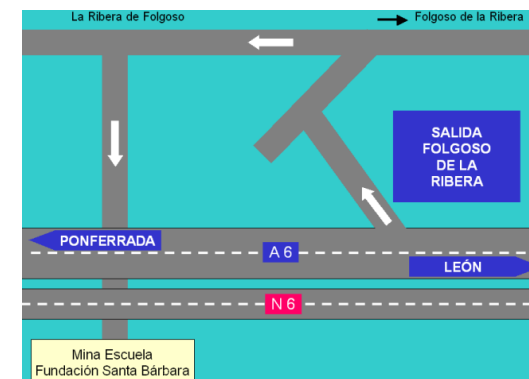 La Ribera de Folgoso
Folgoso de la Ribera
SALIDA
FOLGOSO
DE LA
RIBERA
PONFERRADA
A 6
LEÓN
N 6
Mina Escuela
Fundación Santa Bárbara